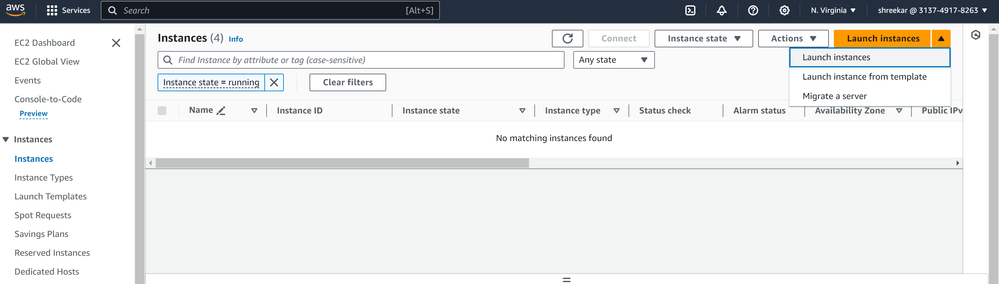 aws Services Search [Alt+S] N. Virginia shreekar @ 3137-4917-8263
EC2 Dashboard
EC2 Global View
Events
Console-to-Code
Preview
Instances
Instances
Instance Types
Launch Templates
Spot Requests
Savings Plans
Reserved Instances
Dedicated Hosts
Instances (4) Info Connect Instance state Actions Launch instances
Find Instance by attribute or tag (case-sensitive) Any state
Instance state = running Clear filters
Launch instances
Launch instance from template
Migrate a server
Name Instance ID Instance state Instance type Status check Alarm status Availability Zone Public IPv
No matching instances found